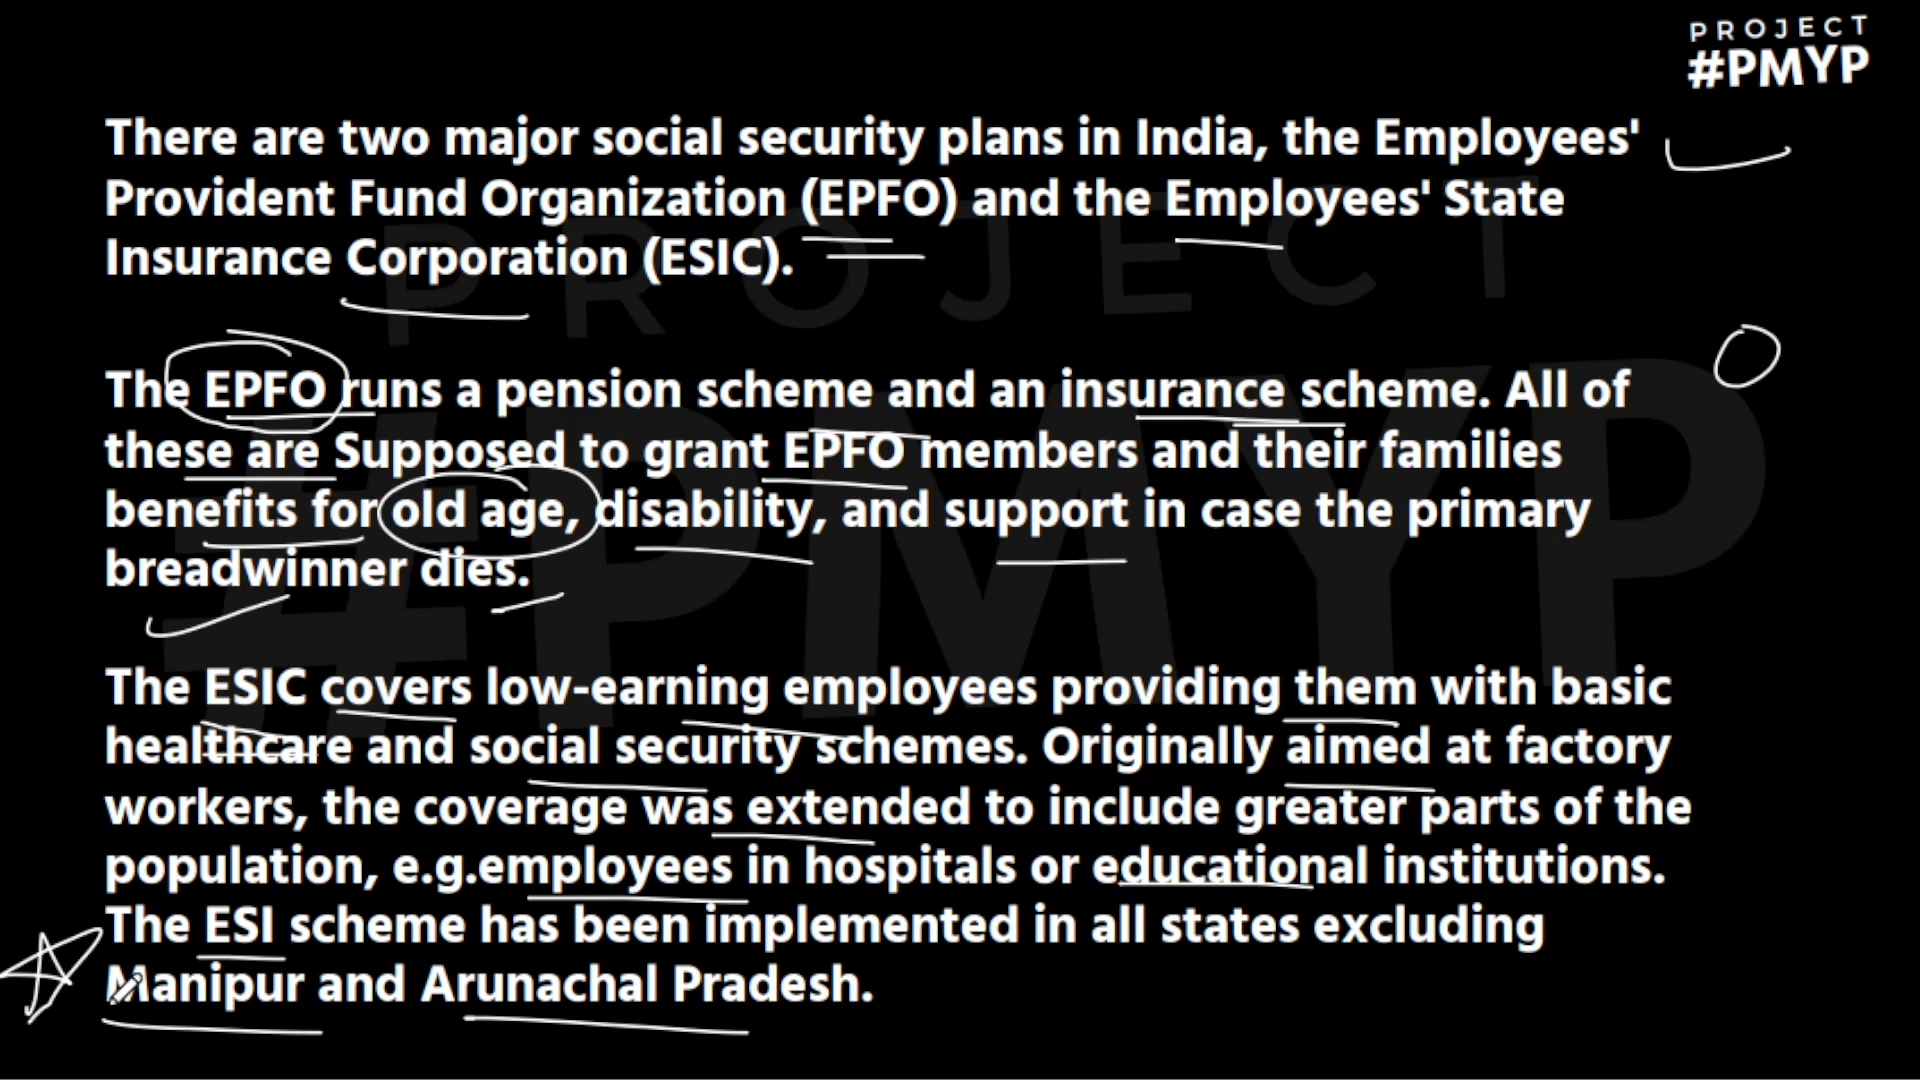 PROJECT
#PMYP
There are two major social security plans in India, the Employees'
Provident Fund Organization (EPFO) and the Employees' State
Insurance Corporation (ESIC).
The EPFO runs a pension scheme and an insurance scheme. All of
these are Supposed to grant EPFO members and their families
benefits for old age, disability, and support in case the primary
breadwinner dies.
The ESIC covers low-earning employees providing them with basic
healthcare and social security schemes. Originally aimed at factory
workers, the coverage was extended to include greater parts of the
population, e.g.employees in hospitals or educational institutions.
The ESI scheme has been implemented in all states excluding
Manipur and Arunachal Pradesh.
PROJECT
#PMYP